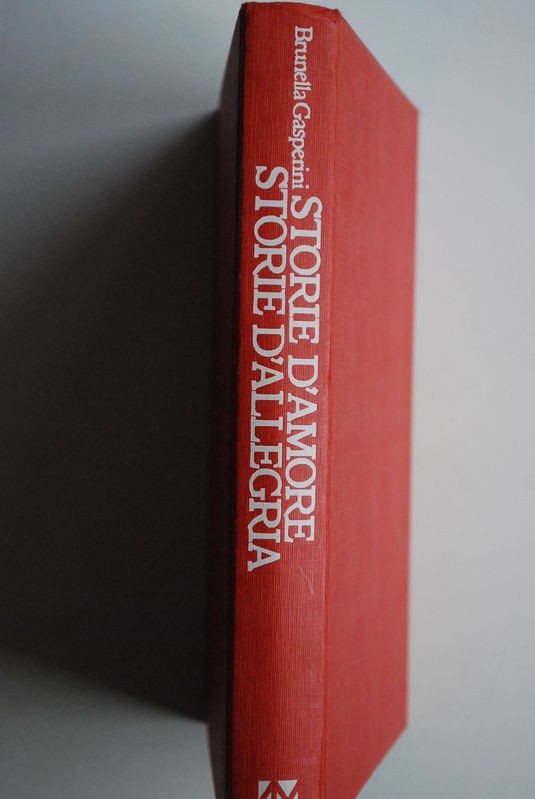 Brunella Gasperini
STORIE D'AMORE
STORIE D'ALLEGRIA